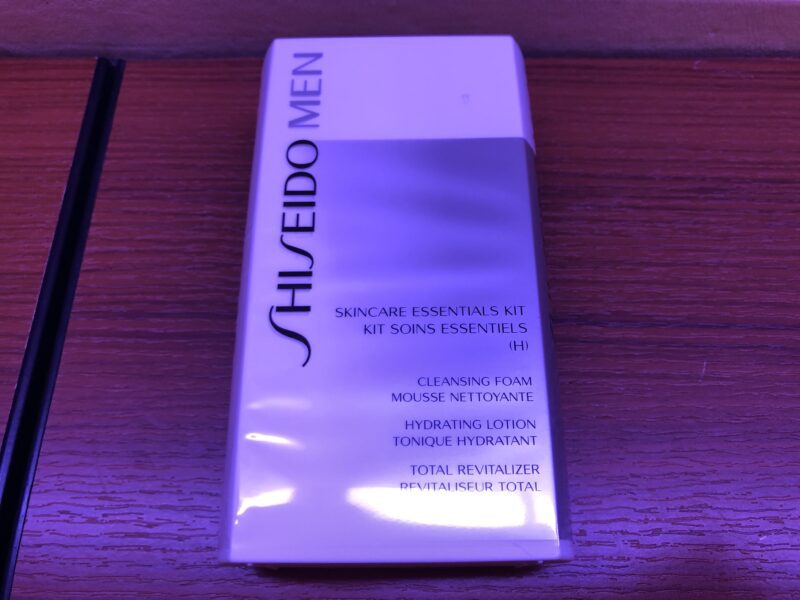 SHISEIDO MEN
SKINCARE ESSENTIALS KIT
KIT SOINS ESSENTIELS
(H)
CLEANSING FOAM
MOUSSE NETTOYANTE
HYDRATING LOTION
TONIQUE HYDRATANT
TOTAL REVITALIZER
REVITALISEUR TOTAL